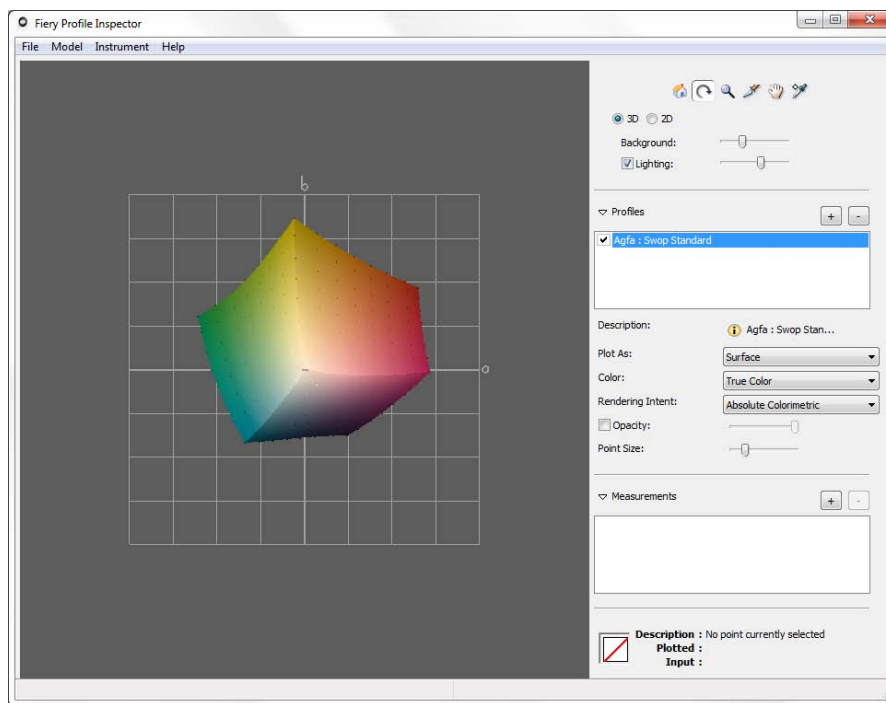 Fiery Profile Inspector
File Model Instrument Help
3D 2D
Background:
Lighting:
Profiles + -
Agfa : Swop Standard
Description: Agfa : Swop Stan...
Plot As: Surface
Color: True Color
Rendering Intent: Absolute Colorimetric
Opacity:
Point Size:
Measurements + -
Description : No point currently selected
Plotted :
Input :
b
a